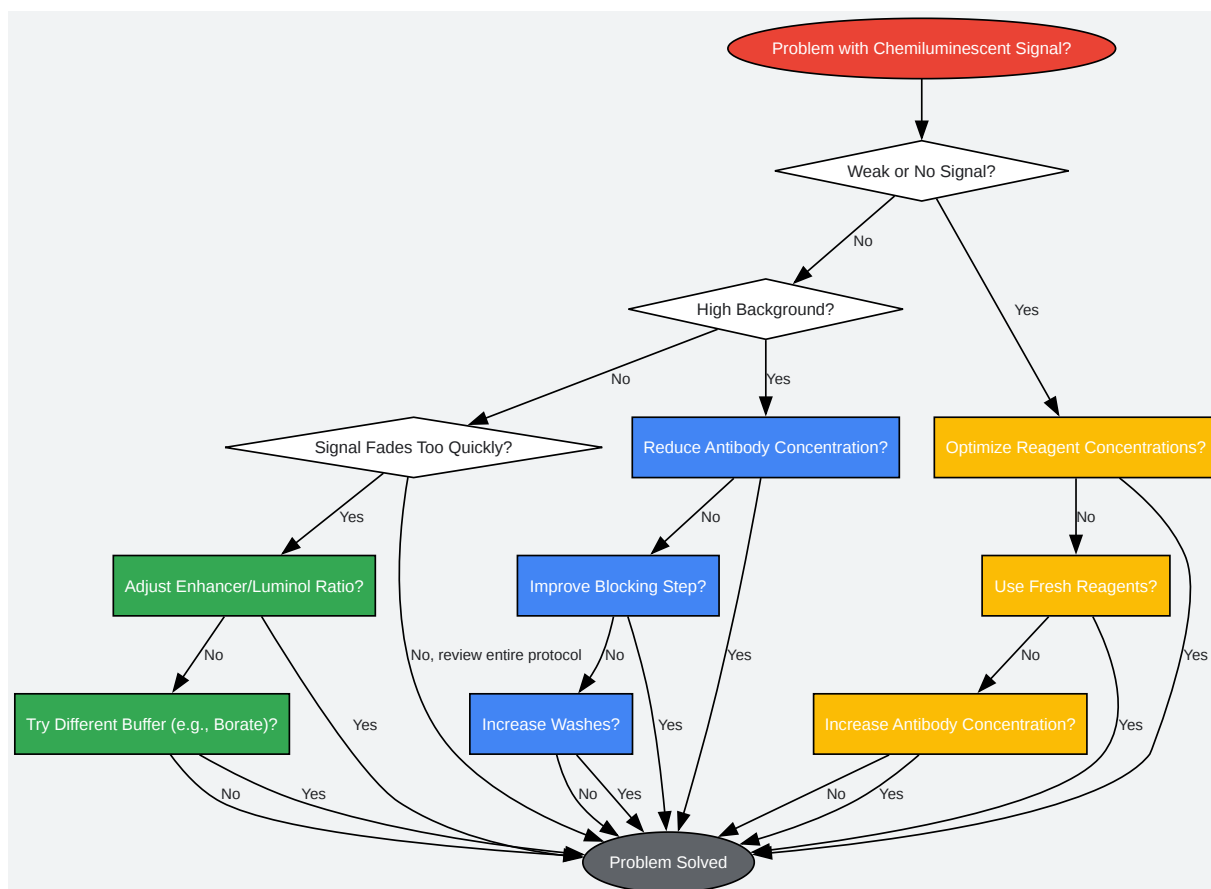 Problem with Chemiluminescent Signal?
Weak or No Signal?
No
High Background?
Yes
No
Yes
Signal Fades Too Quickly?
Reduce Antibody Concentration?
Optimize Reagent Concentrations?
Yes
No
No
Adjust Enhancer/Luminol Ratio?
Improve Blocking Step?
Use Fresh Reagents?
No
No, review entire protocol
No
Yes
No
Yes
Try Different Buffer (e.g., Borate)?
Yes
Increase Washes?
Yes
Increase Antibody Concentration?
Yes
No
Yes
No
Yes
No
Yes
Problem Solved